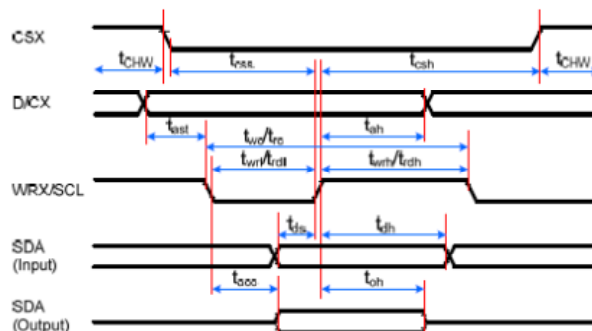 CSX
tCHW tcss tcsh tCHW
D/CX
tast tah
twc/trc
twrl/trdl twrh/trdh
WRX/SCL
SDA
(Input)
tds tdh
tacc toh
SDA
(Output)